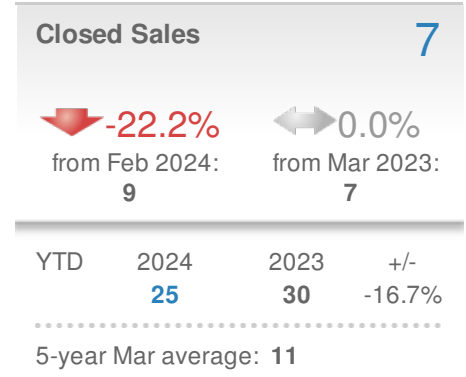 Closed Sales 7
-22.2% 0.0%
from Feb 2024: from Mar 2023:
9 7
YTD 2024 2023 +/-
25 30 -16.7%
5-year Mar average: 11